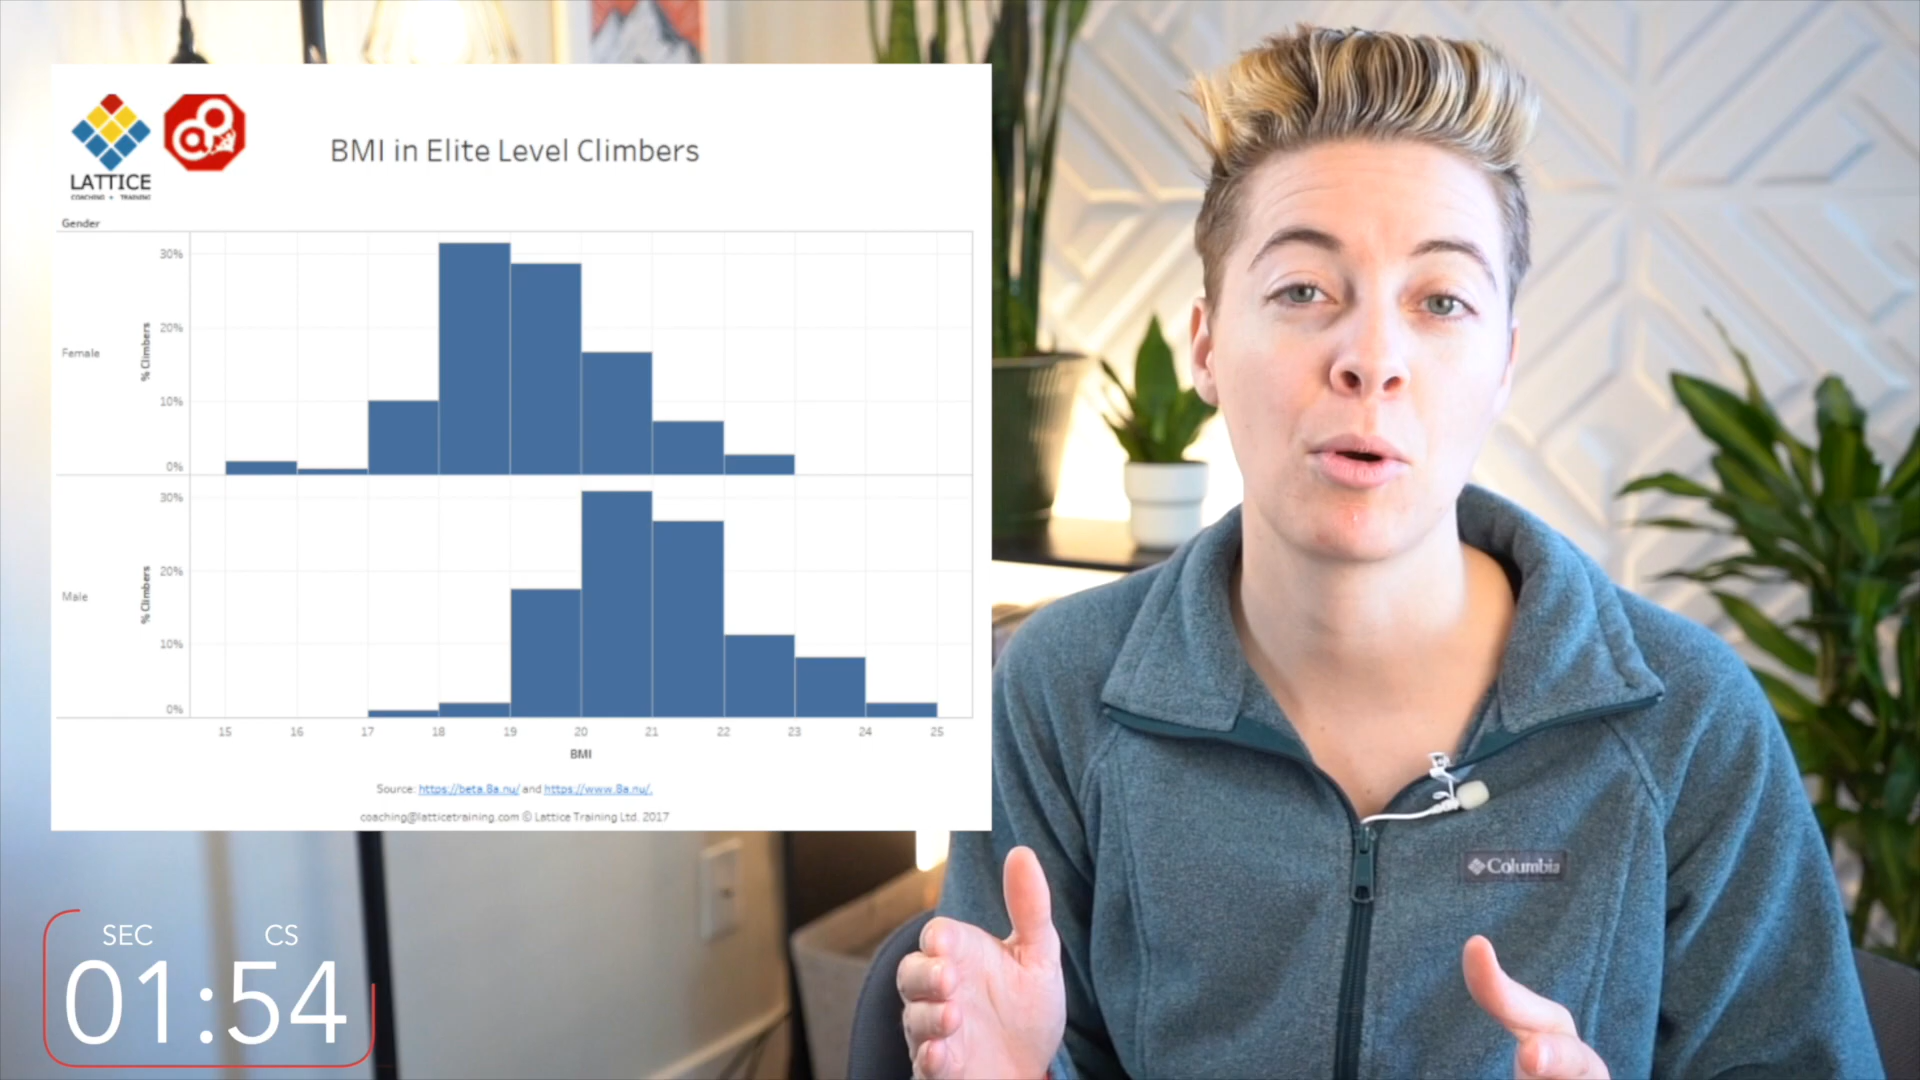 LATTICE
COACHING + TRAINING
BMI in Elite Level Climbers
Gender
Female
% Climbers
30%
20%
10%
0%
Male
% Climbers
30%
20%
10%
0%
15 16 17 18 19 20 21 22 23 24 25
BMI
Source: https://beta.8a.nu/ and https://www.8a.nu/.
coaching@latticetraining.com © Lattice Training Ltd. 2017
Columbia
SEC CS
01:54